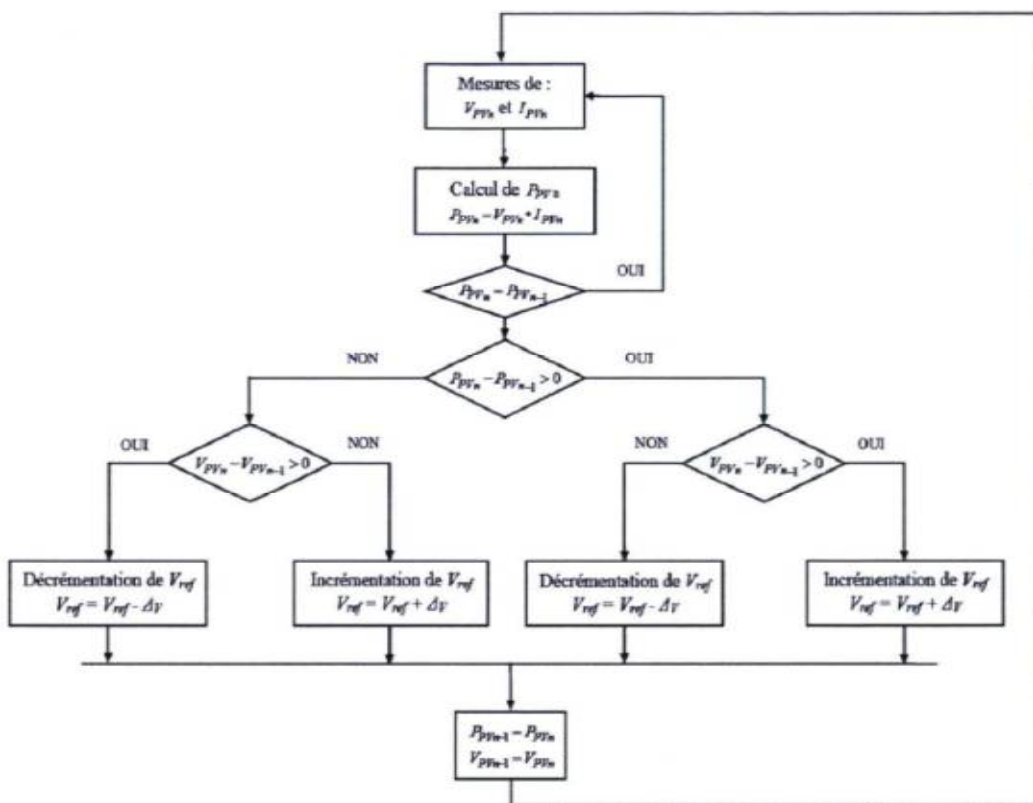 Mesures de :
V_PVn et I_PVn
Calcul de P_PVn
P_PVn = V_PVn * I_PVn
OUI
P_PVn = P_PVn-1
NON
OUI
P_PVn - P_PVn-1 > 0
OUI
NON
NON
OUI
V_PVn - V_PVn-1 > 0
V_PVn - V_PVn-1 > 0
Décrémentation de V_ref
V_ref = V_ref - ΔV
Incrémentation de V_ref
V_ref = V_ref + ΔV
Décrémentation de V_ref
V_ref = V_ref - ΔV
Incrémentation de V_ref
V_ref = V_ref + ΔV
P_PVn-1 = P_PVn
V_PVn-1 = V_PVn